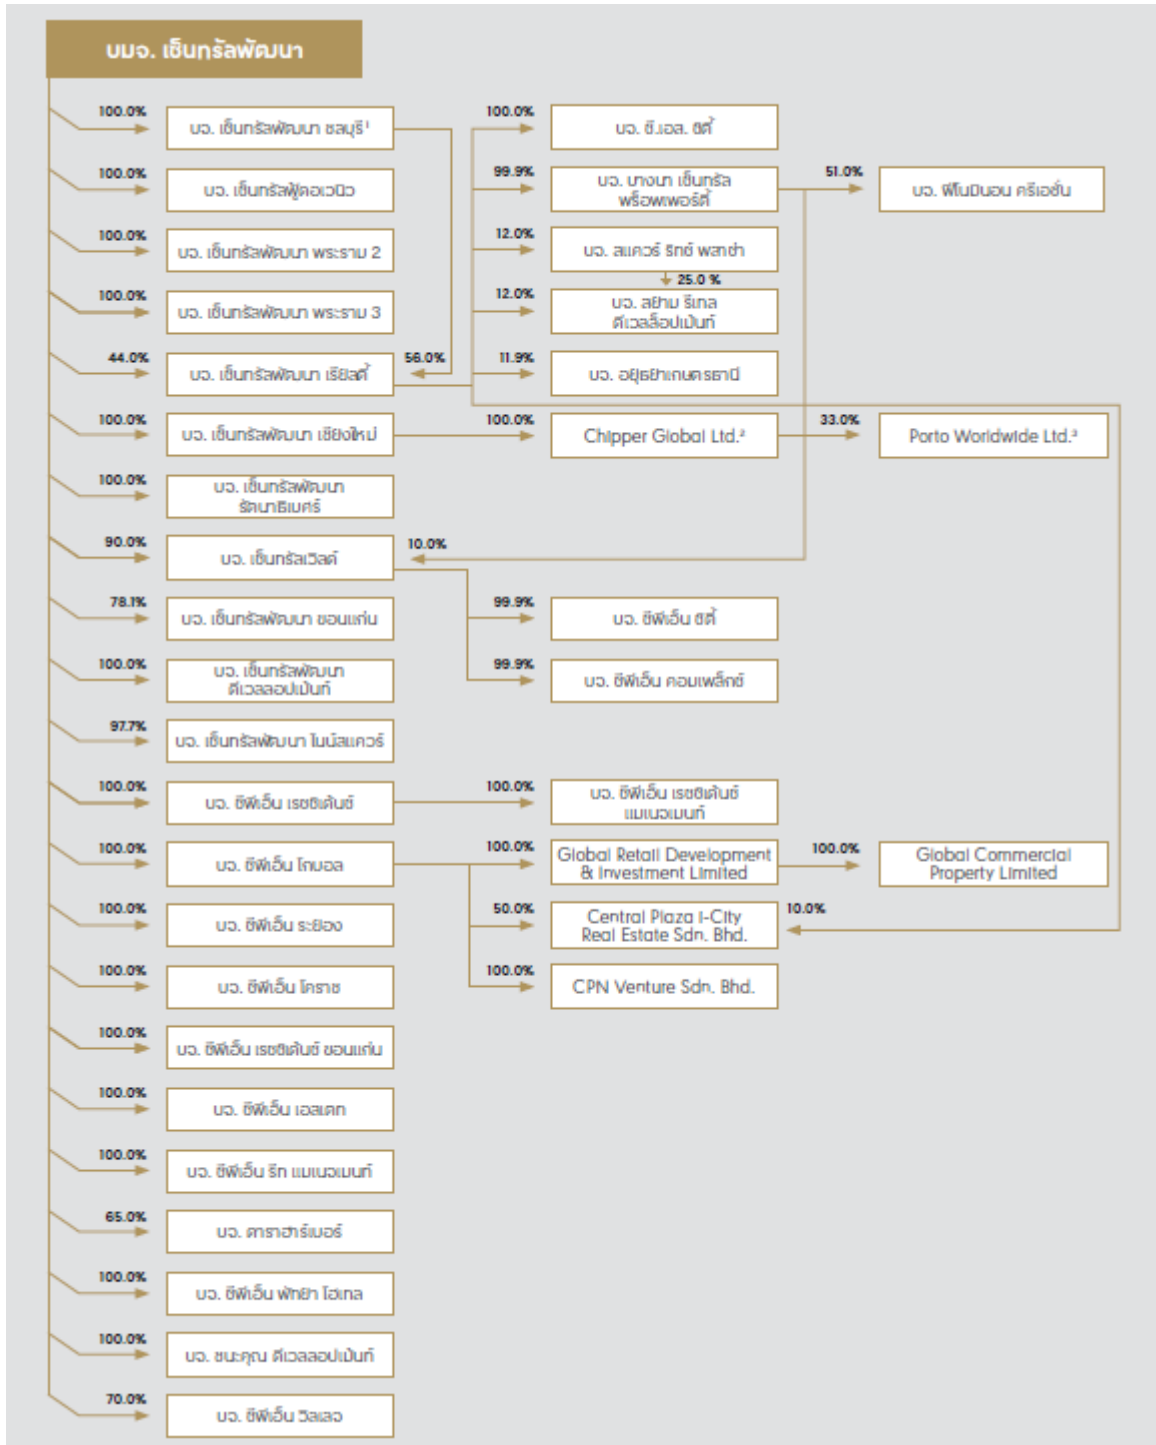 บมจ. เซ็นทรัลพัฒนา
100.0%
บจ. เซ็นทรัลพัฒนา ชลบุรี¹
100.0%
บจ. ซี.เอส. ซิตี้
100.0%
บจ. เซ็นทรัลฟู้ดอเวนิว
99.9%
บจ. บางนา เซ็นทรัล
พร็อพเพอร์ตี้
51.0%
บจ. ฟีโนมินอน ครีเอชั่น
100.0%
บจ. เซ็นทรัลพัฒนา พระราม 2
12.0%
บจ. สแควร์ ริทซ์ พลาซ่า
25.0 %
100.0%
บจ. เซ็นทรัลพัฒนา พระราม 3
12.0%
บจ. สยาม รีเทล
ดีเวลล็อปเม้นท์
44.0%
บจ. เซ็นทรัลพัฒนา เรียลตี้
56.0%
11.9%
บจ. อยุธยาเกษตรธานี
100.0%
บจ. เซ็นทรัลพัฒนา เชียงใหม่
100.0%
Chipper Global Ltd.²
33.0%
Porto Worldwide Ltd.³
100.0%
บจ. เซ็นทรัลพัฒนา
รัตนาธิเบศร์
90.0%
บจ. เซ็นทรัลเวิลด์
10.0%
78.1%
บจ. เซ็นทรัลพัฒนา ขอนแก่น
99.9%
บจ. ซีพีเอ็น ซิตี้
100.0%
บจ. เซ็นทรัลพัฒนา
ดีเวลลอปเม้นท์
99.9%
บจ. ซีพีเอ็น คอมเพล็กซ์
97.7%
บจ. เซ็นทรัลพัฒนา ไนน์สแควร์
100.0%
บจ. ซีพีเอ็น เรซซิเด้นซ์
100.0%
บจ. ซีพีเอ็น เรซซิเด้นซ์
แมเนจเมนท์
100.0%
บจ. ซีพีเอ็น โกบอล
100.0%
Global Retail Development
& Investment Limited
100.0%
Global Commercial
Property Limited
100.0%
บจ. ซีพีเอ็น ระยอง
50.0%
Central Plaza i-City
Real Estate Sdn. Bhd.
10.0%
100.0%
บจ. ซีพีเอ็น โคราช
100.0%
CPN Venture Sdn. Bhd.
100.0%
บจ. ซีพีเอ็น เรซซิเด้นซ์ ขอนแก่น
100.0%
บจ. ซีพีเอ็น เอสเตท
100.0%
บจ. ซีพีเอ็น รีท แมเนจเมนท์
65.0%
บจ. ดาราฮาร์เบอร์
100.0%
บจ. ซีพีเอ็น พัทยา โฮเทล
100.0%
บจ. ชนะคุณ ดีเวลลอปเม้นท์
70.0%
บจ. ซีพีเอ็น วิลเลจ